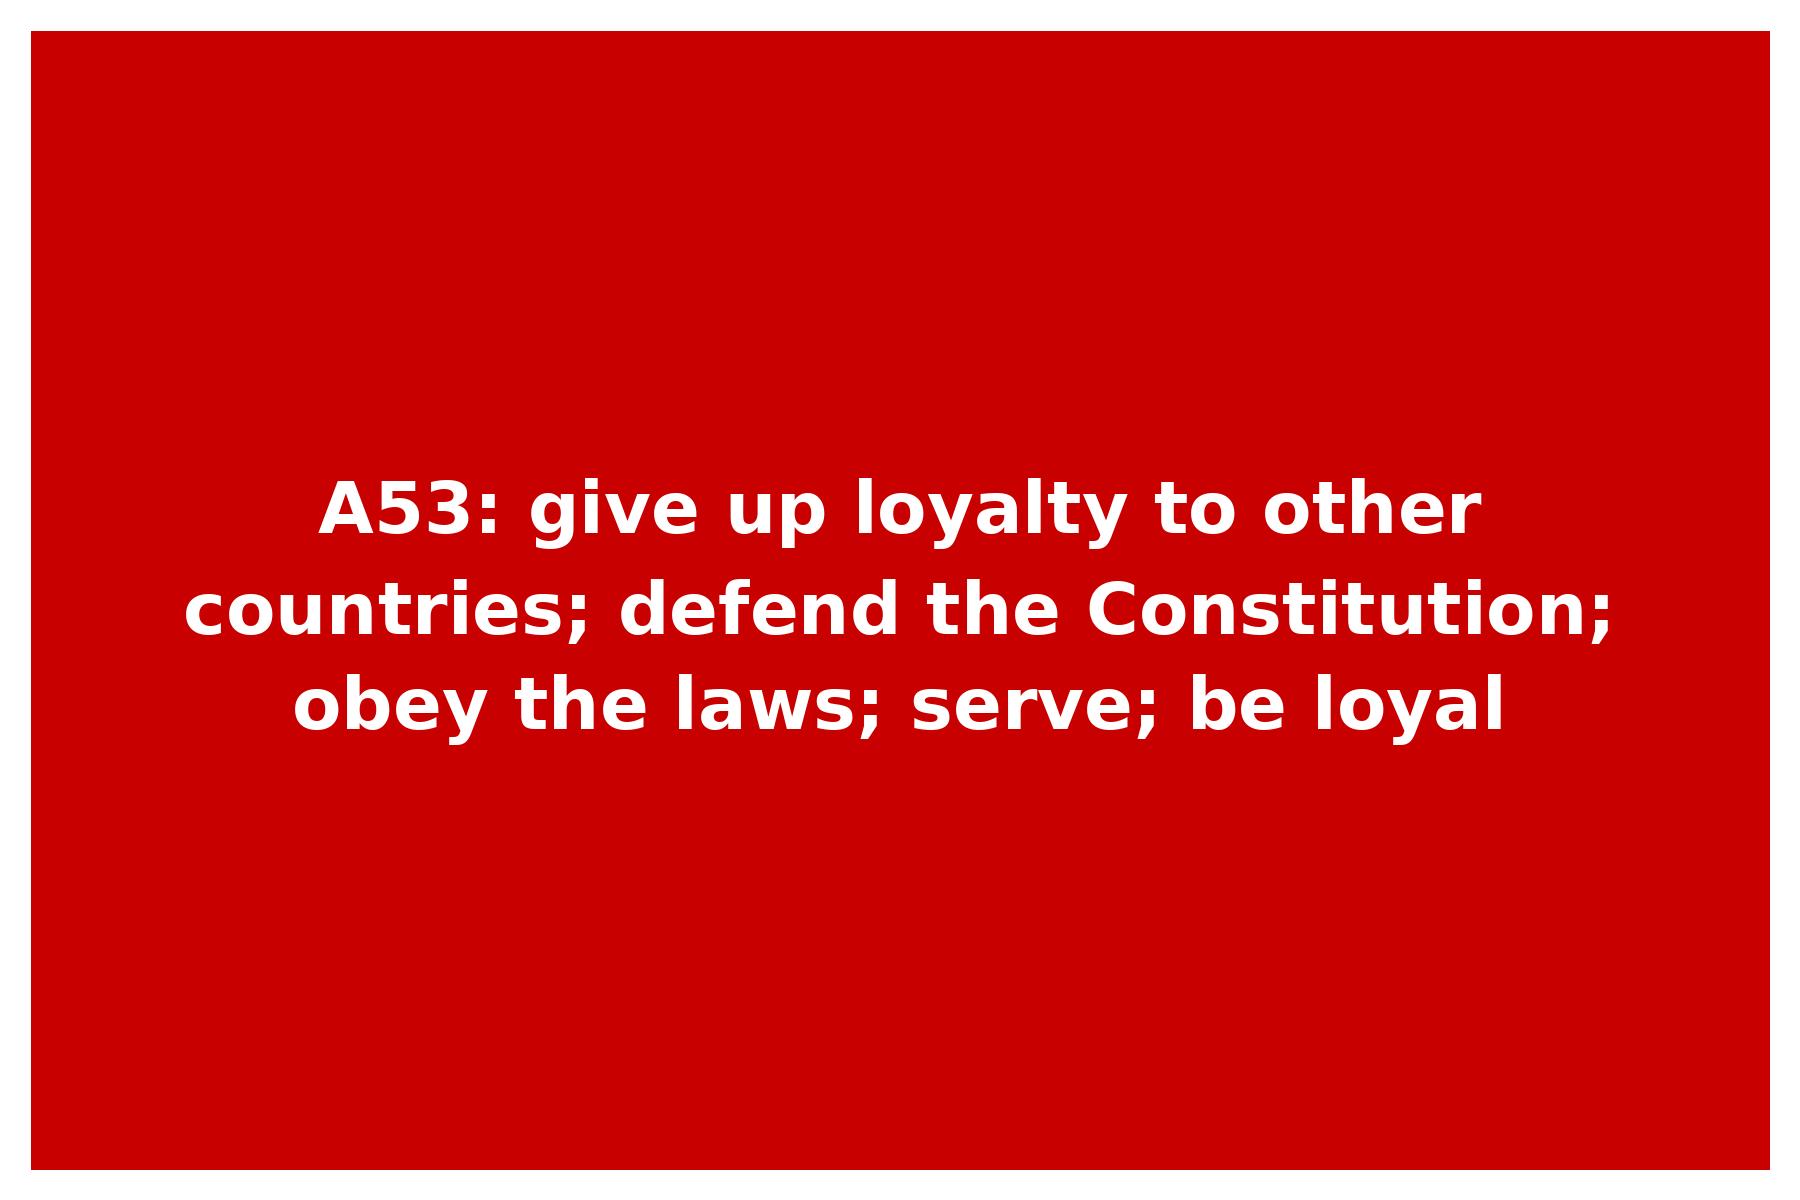 A53: give up loyalty to other
countries; defend the Constitution;
obey the laws; serve; be loyal